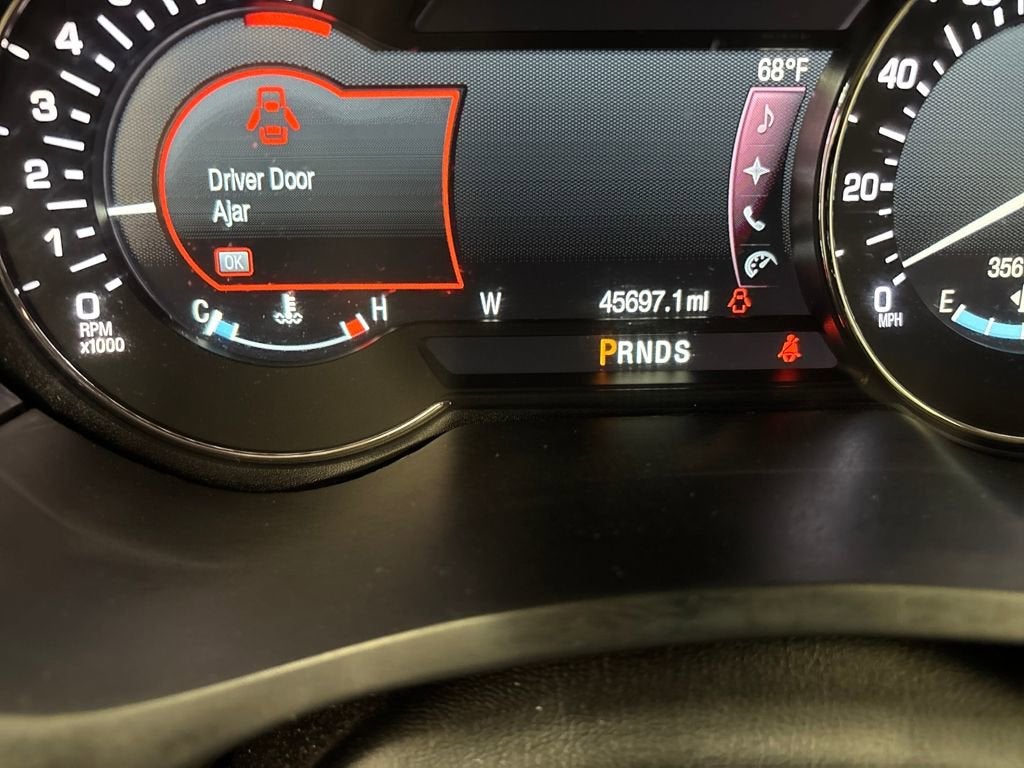 4
3
2
1
0
RPM
x1000
Driver Door
Ajar
OK
C
H
W
45697.1 mi
68°F
PRNDS
40
20
0
MPH
E